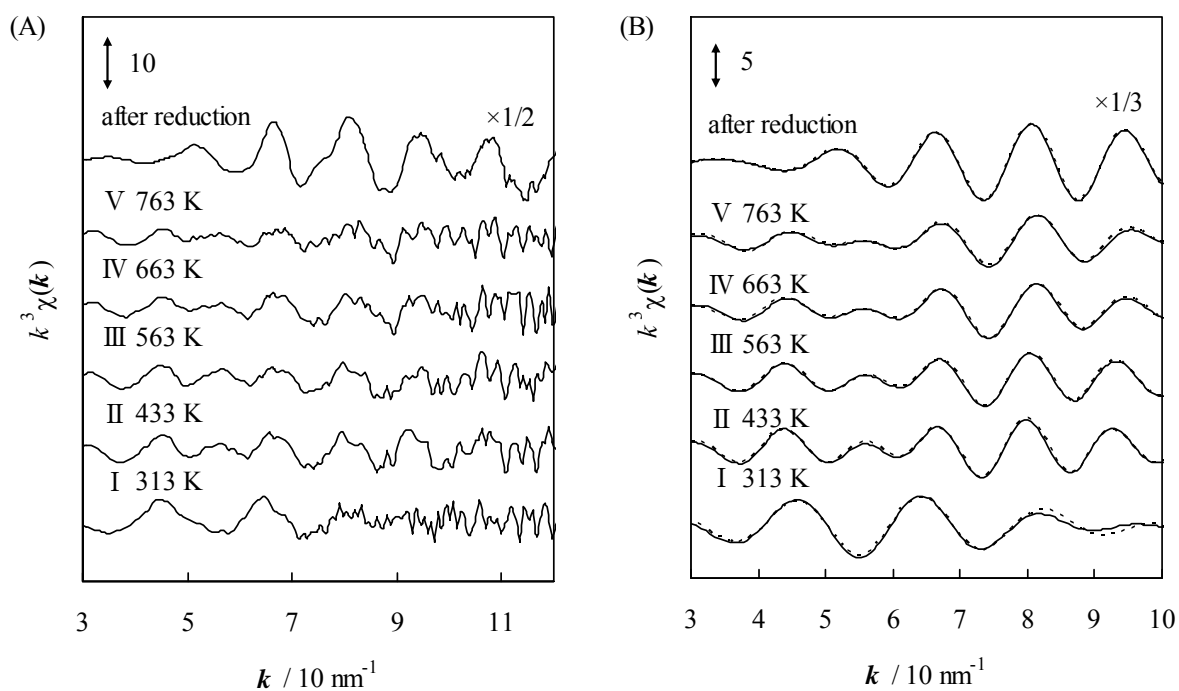 (A)
10
after reduction
×1/2
Ⅴ 763 K
Ⅳ 663 K
Ⅲ 563 K
Ⅱ 433 K
Ⅰ 313 K
k³χ(k)
3 5 7 9 11
k / 10 nm⁻¹
(B)
5
after reduction
×1/3
Ⅴ 763 K
Ⅳ 663 K
Ⅲ 563 K
Ⅱ 433 K
Ⅰ 313 K
k³χ(k)
3 4 5 6 7 8 9 10
k / 10 nm⁻¹